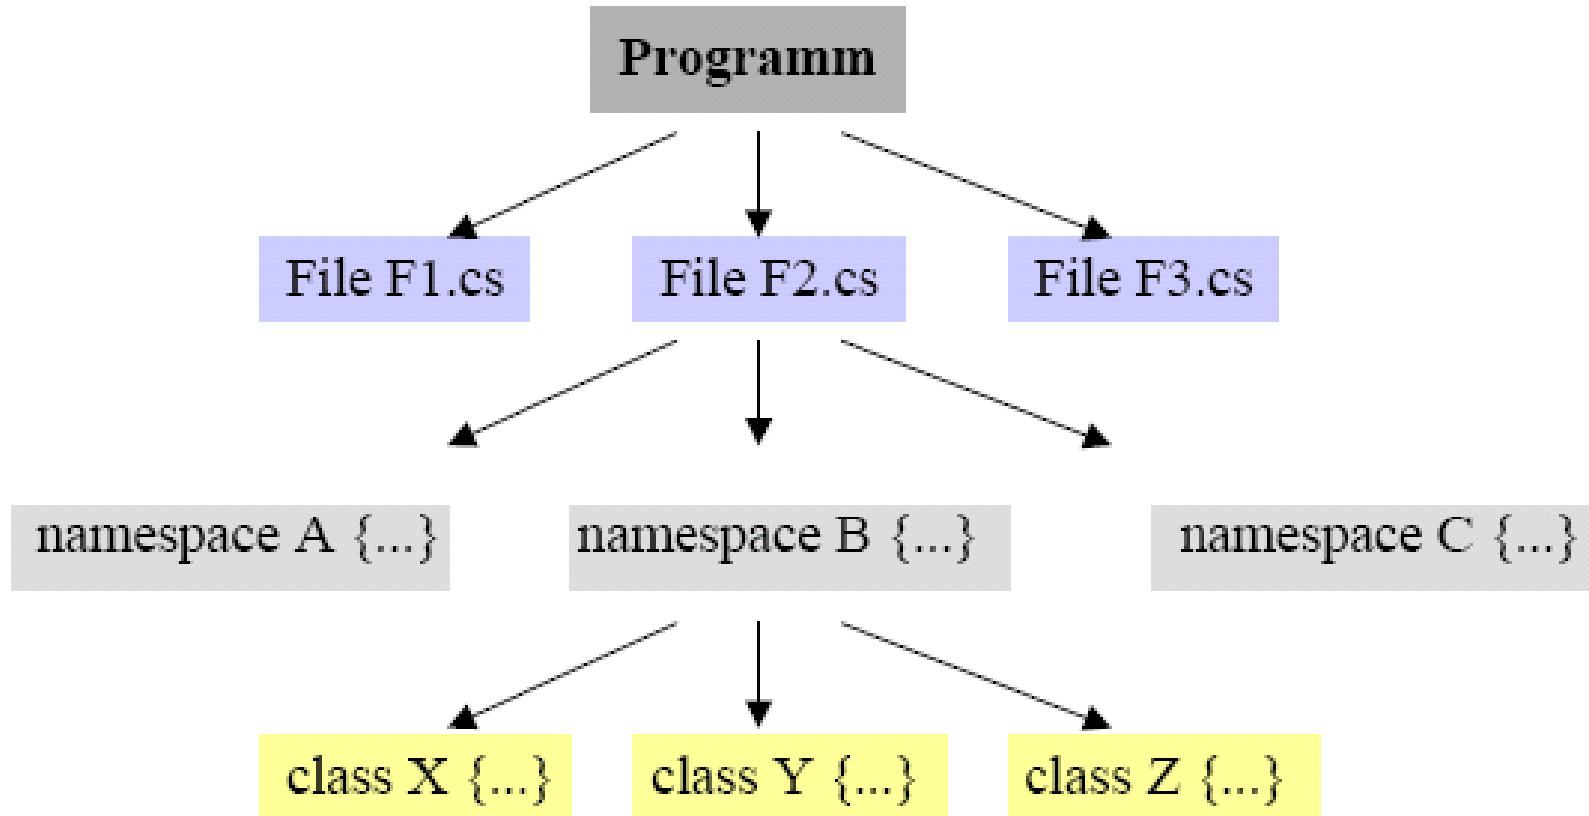 Programm
File F1.cs
File F2.cs
File F3.cs
namespace A {...}
namespace B {...}
namespace C {...}
class X {...}
class Y {...}
class Z {...}